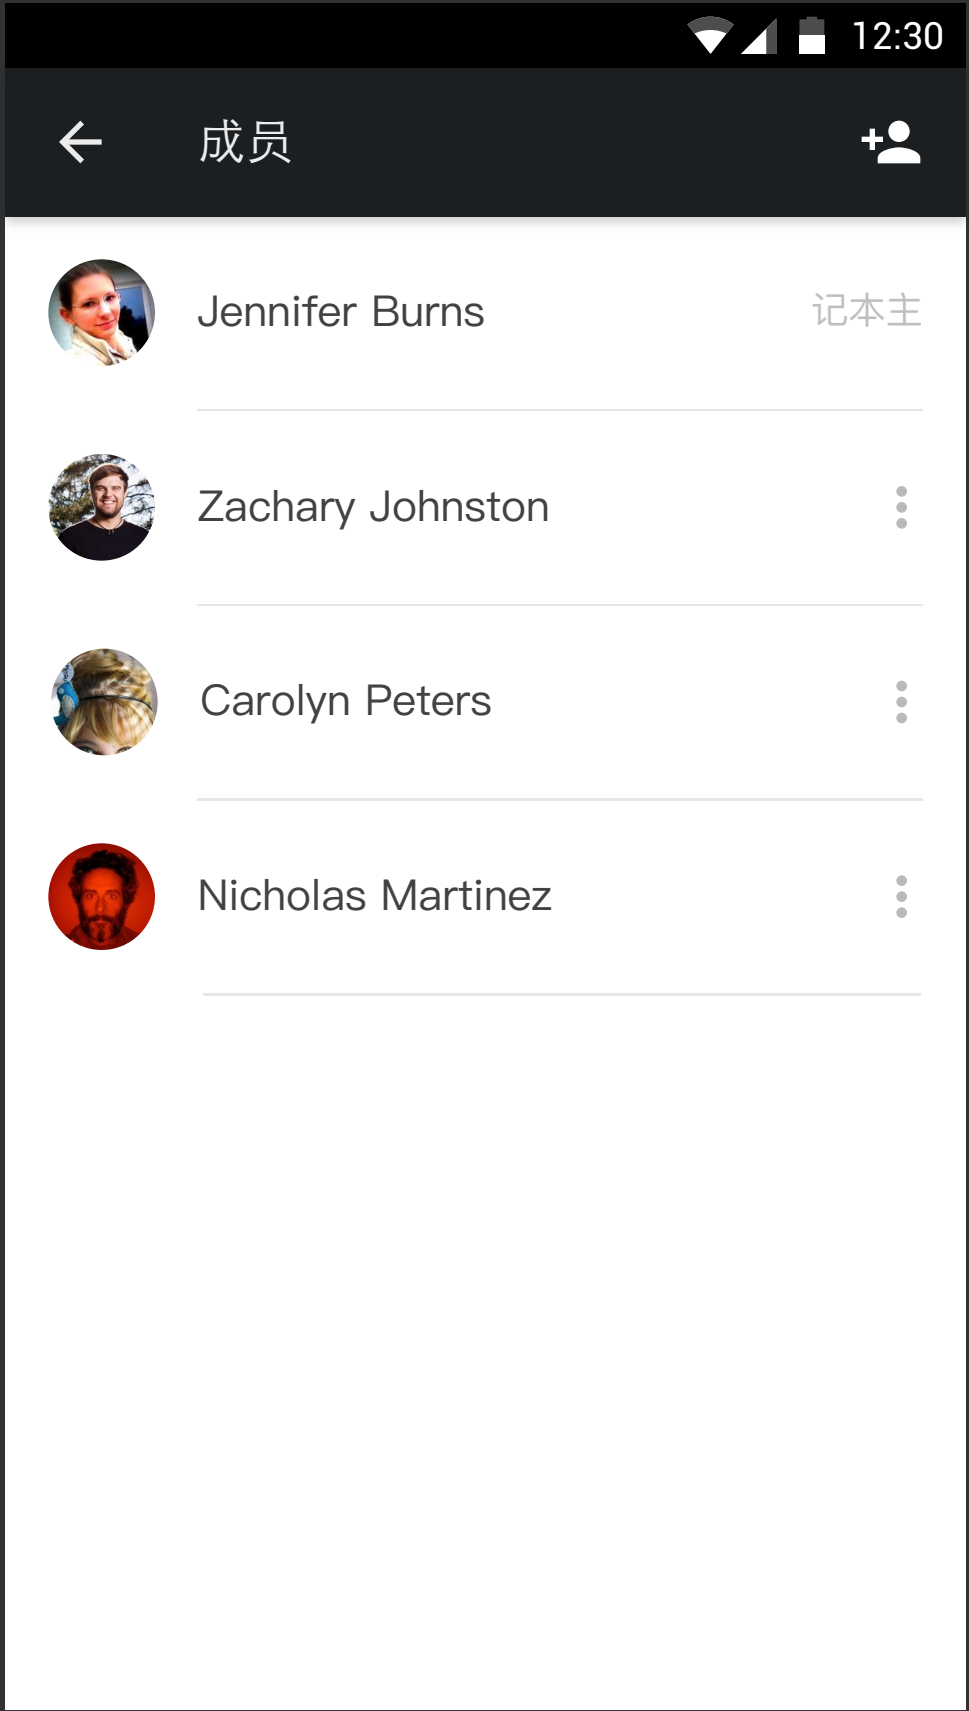 12:30
成员
Jennifer Burns
记本主
Zachary Johnston
Carolyn Peters
Nicholas Martinez